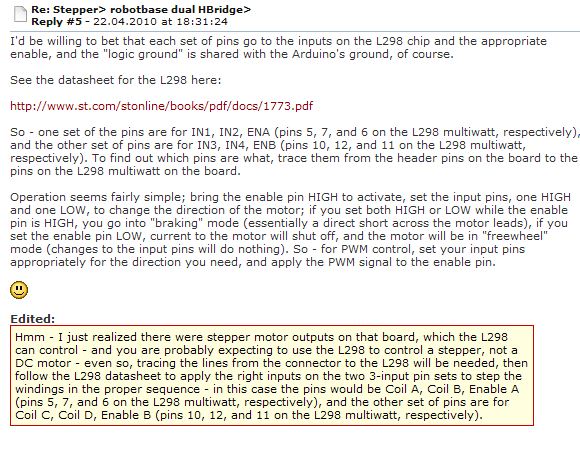 Re: Stepper> robotbase dual HBridge>
Reply #5 - 22.04.2010 at 18:31:24
I'd be willing to bet that each set of pins go to the inputs on the L298 chip and the appropriate
enable, and the "logic ground" is shared with the Arduino's ground, of course.
See the datasheet for the L298 here:
http://www.st.com/stonline/books/pdf/docs/1773.pdf
So - one set of the pins are for IN1, IN2, ENA (pins 5, 7, and 6 on the L298 multiwatt, respectively),
and the other set of pins are for IN3, IN4, ENB (pins 10, 12, and 11 on the L298 multiwatt,
respectively). To find out which pins are what, trace them from the header pins on the board to the
pins on the L298 multiwatt on the board.
Operation seems fairly simple; bring the enable pin HIGH to activate, set the input pins, one HIGH
and one LOW, to change the direction of the motor; if you set both HIGH or LOW while the enable
pin is HIGH, you go into "braking" mode (essentially a direct short across the motor leads), if you
set the enable pin LOW, current to the motor will shut off, and the motor will be in "freewheel"
mode (changes to the input pins will do nothing). So - for PWM control, set your input pins
appropriately for the direction you need, and apply the PWM signal to the enable pin.
Edited:
Hmm - I just realized there were stepper motor outputs on that board, which the L298
can control - and you are probably expecting to use the L298 to control a stepper, not a
DC motor - even so, tracing the lines from the connector to the L298 will be needed, then
follow the L298 datasheet to apply the right inputs on the two 3-input pin sets to step the
windings in the proper sequence - in this case the pins would be Coil A, Coil B, Enable A
(pins 5, 7, and 6 on the L298 multiwatt, respectively), and the other set of pins are for
Coil C, Coil D, Enable B (pins 10, 12, and 11 on the L298 multiwatt, respectively).